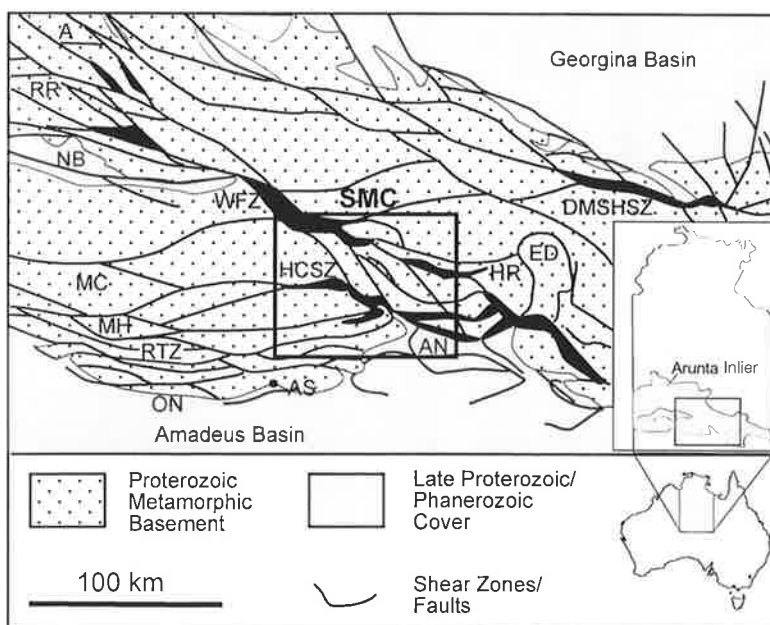 A
Georgina Basin
RR
NB
WFZ
SMC
DMSHSZ
HCSZ
HR
ED
MC
MH
RTZ
AN
AS
ON
Amadeus Basin
Arunta Inlier
Proterozoic
Metamorphic
Basement
Late Proterozoic/
Phanerozoic
Cover
100 km
Shear Zones/
Faults